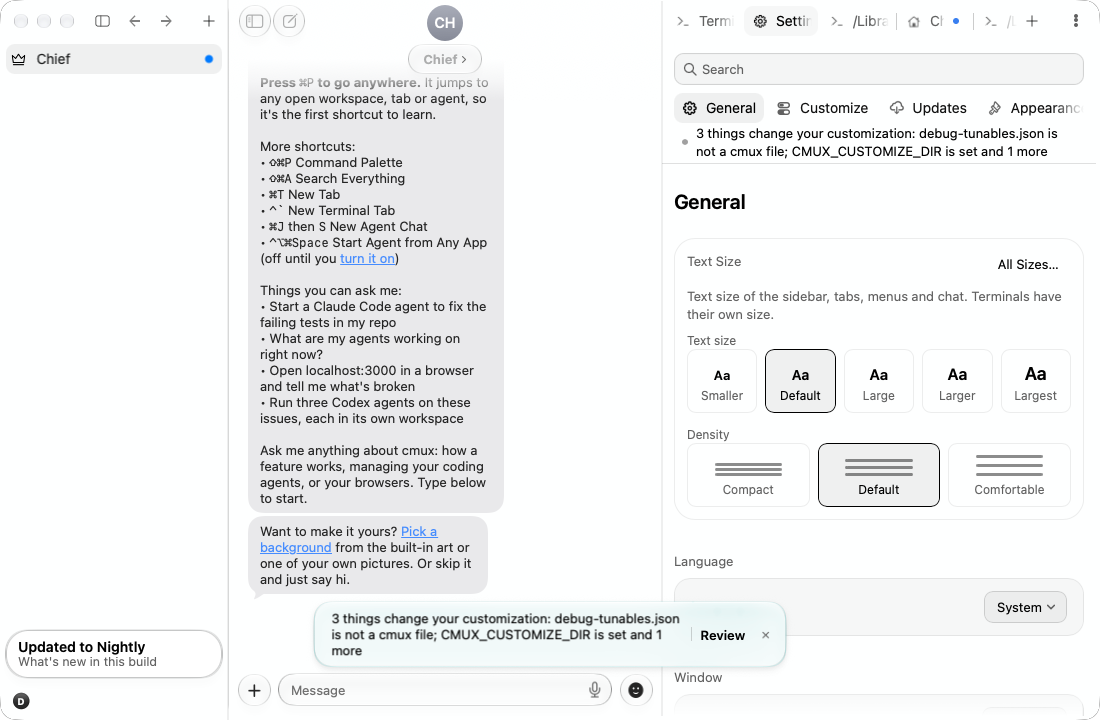 Chief
Updated to Nightly
What's new in this build
D
CH
Chief ›
Press ⌘P to go anywhere. It jumps to
any open workspace, tab or agent, so
it's the first shortcut to learn.
More shortcuts:
• ⇧⌘P Command Palette
• ⇧⌘A Search Everything
• ⌘T New Tab
• ^` New Terminal Tab
• ⌘J then S New Agent Chat
• ^⌥⌘Space Start Agent from Any App
(off until you turn it on)
Things you can ask me:
• Start a Claude Code agent to fix the
failing tests in my repo
• What are my agents working on
right now?
• Open localhost:3000 in a browser
and tell me what's broken
• Run three Codex agents on these
issues, each in its own workspace
Ask me anything about cmux: how a
feature works, managing your coding
agents, or your browsers. Type below
to start.
Want to make it yours? Pick a
background from the built-in art or
one of your own pictures. Or skip it
and just say hi.
3 things change your customization: debug-tunables.json
is not a cmux file; CMUX_CUSTOMIZE_DIR is set and 1
more
Review
Message
Termi Settin /Libra Ch
Search
General Customize Updates Appearanc
3 things change your customization: debug-tunables.json is
not a cmux file; CMUX_CUSTOMIZE_DIR is set and 1 more
General
Text Size
All Sizes...
Text size of the sidebar, tabs, menus and chat. Terminals have
their own size.
Text size
Aa Aa Aa Aa Aa
Smaller Default Large Larger Largest
Density
Compact Default Comfortable
Language
System
Window